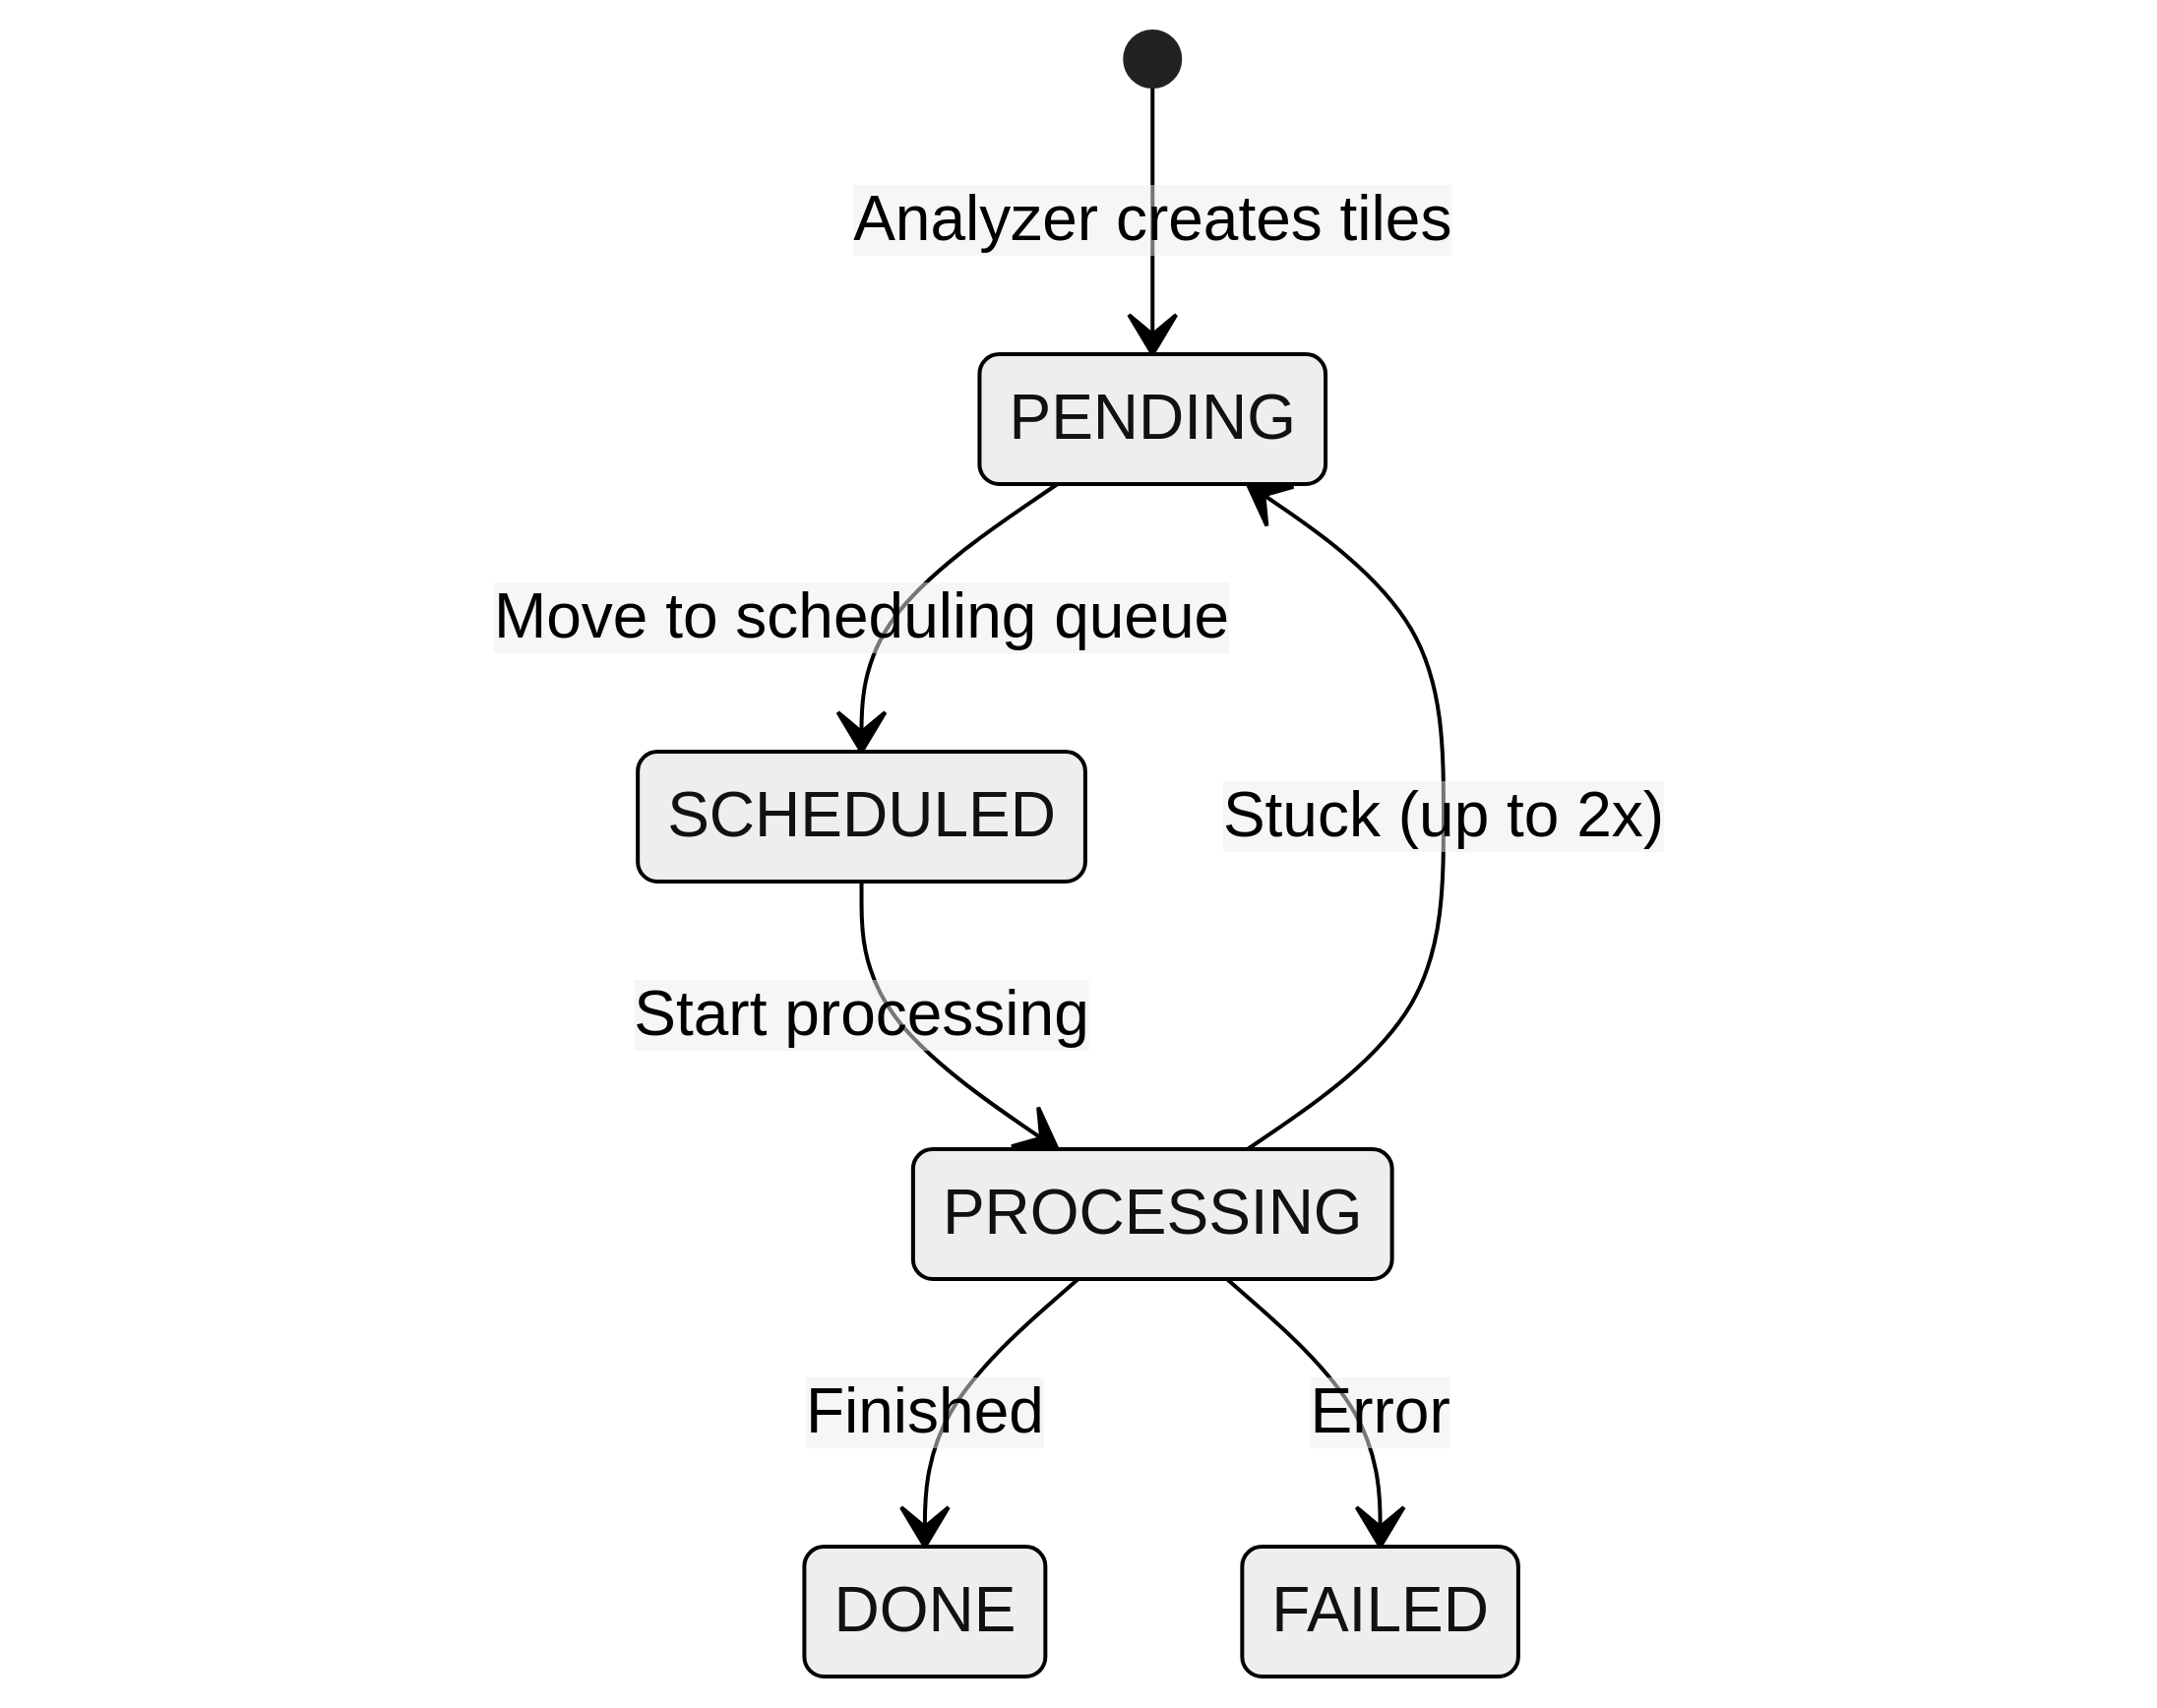 Analyzer creates tiles
PENDING
Move to scheduling queue
SCHEDULED
Stuck (up to 2x)
Start processing
PROCESSING
Finished
Error
DONE
FAILED